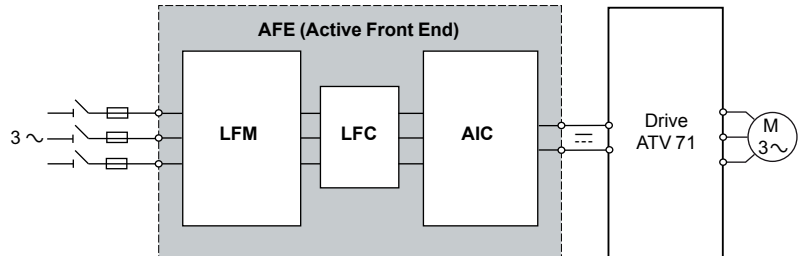 AFE (Active Front End)
3 ~
LFM
LFC
AIC
Drive
ATV 71
M
3~